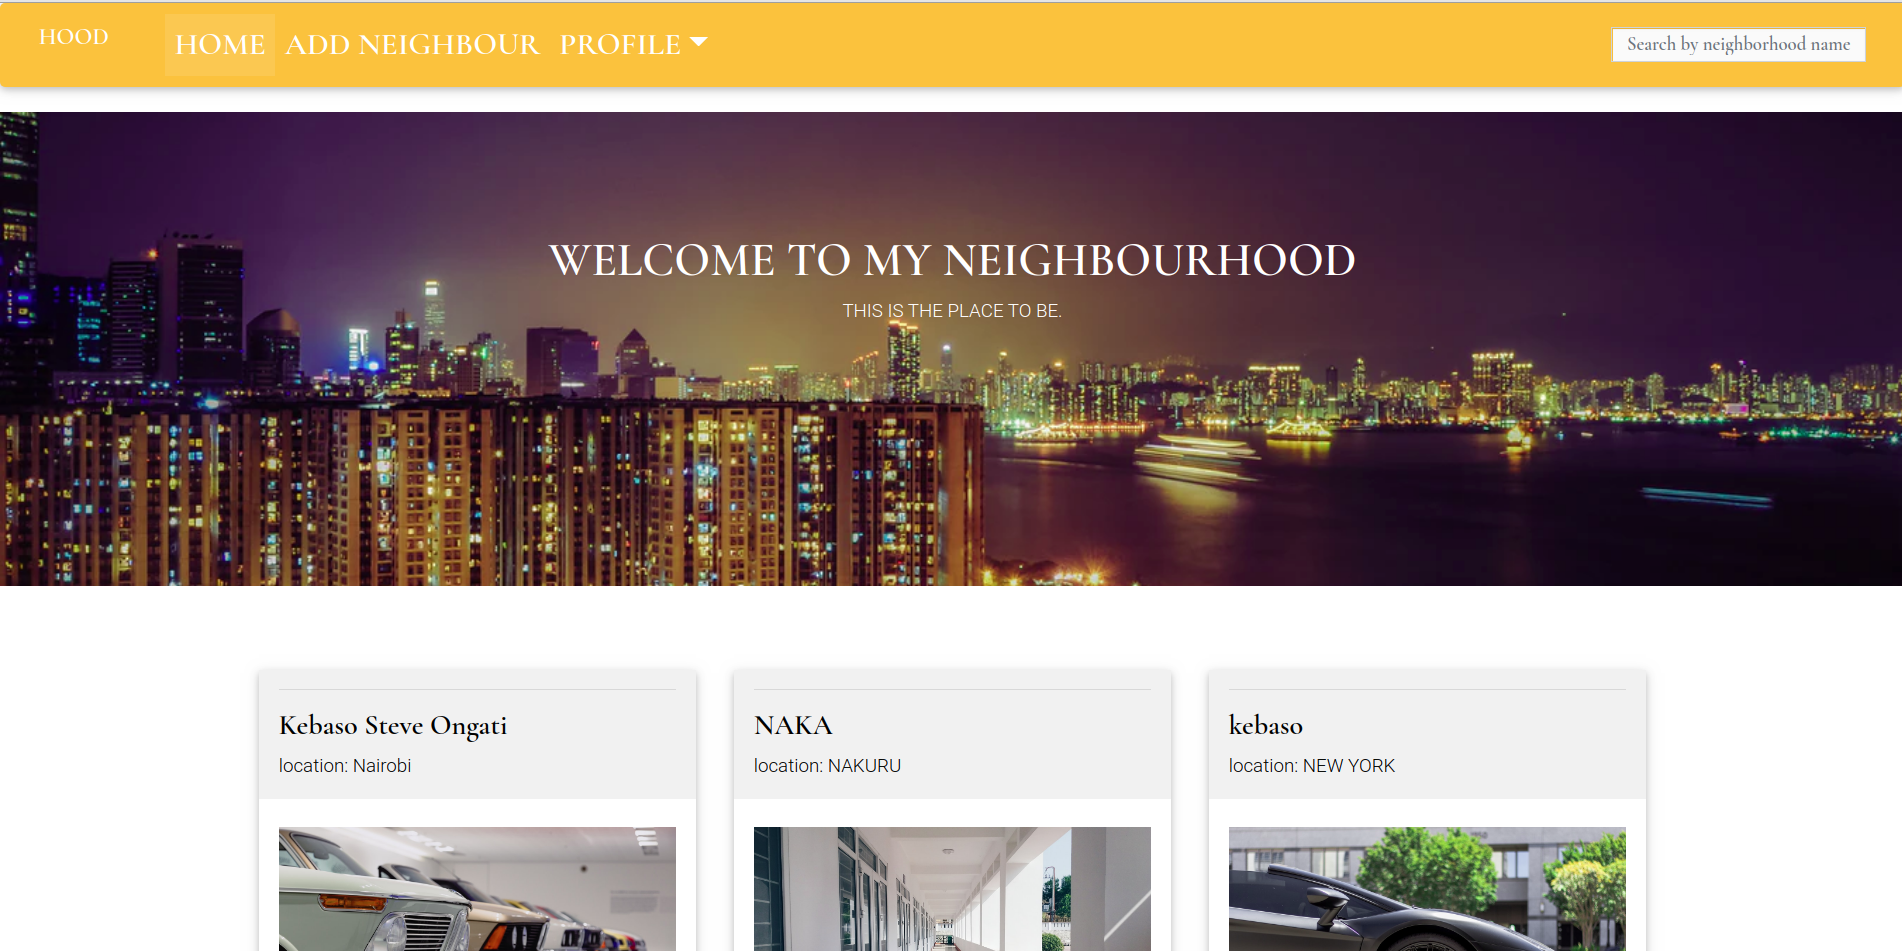 HOOD
HOME
ADD NEIGHBOUR
PROFILE
Search by neighborhood name
WELCOME TO MY NEIGHBOURHOOD
THIS IS THE PLACE TO BE.
Kebaso Steve Ongati
location: Nairobi
NAKA
location: NAKURU
kebaso
location: NEW YORK